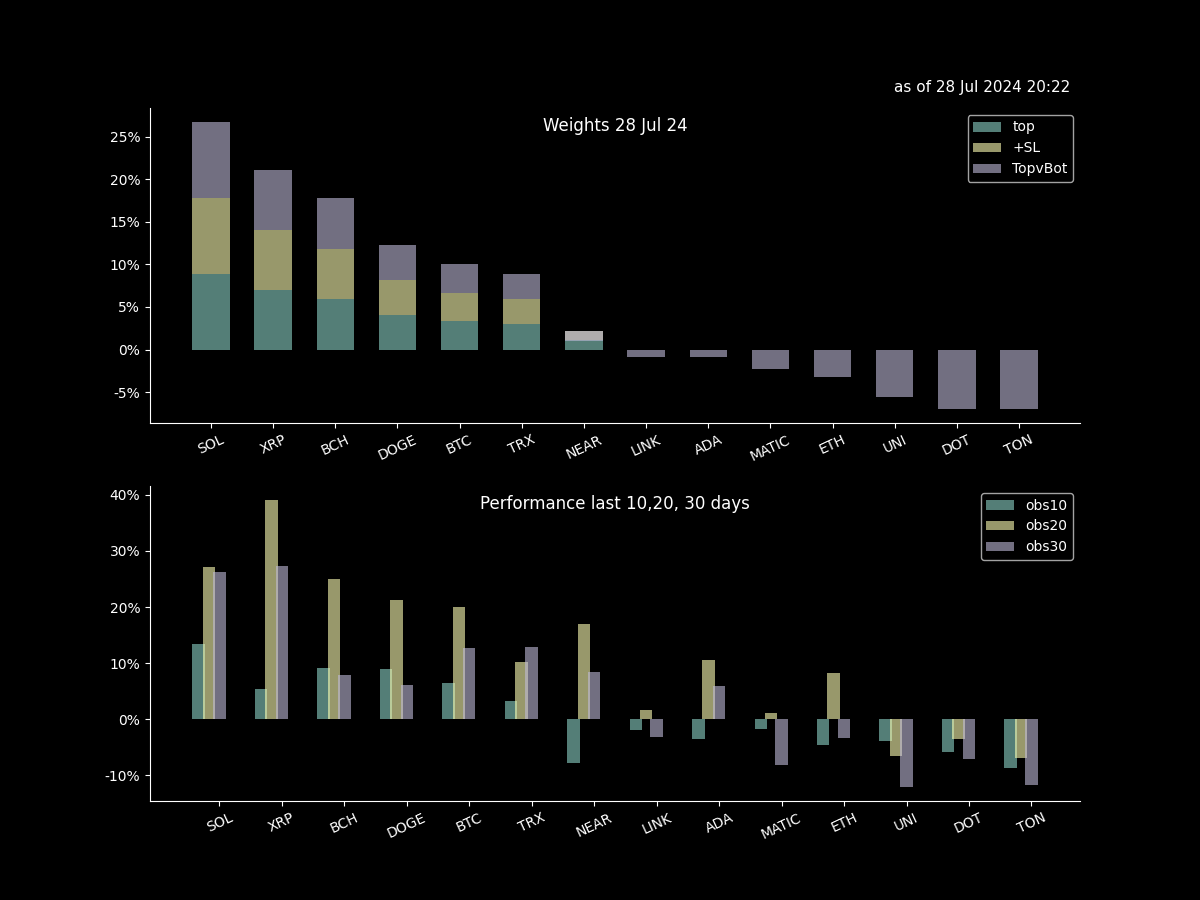 as of 28 Jul 2024 20:22
Weights 28 Jul 24
top
+SL
TopvBot
25%
20%
15%
10%
5%
0%
-5%
SOL XRP BCH DOGE BTC TRX NEAR LINK ADA MATIC ETH UNI DOT TON
Performance last 10,20, 30 days
obs10
obs20
obs30
40%
30%
20%
10%
0%
-10%
SOL XRP BCH DOGE BTC TRX NEAR LINK ADA MATIC ETH UNI DOT TON